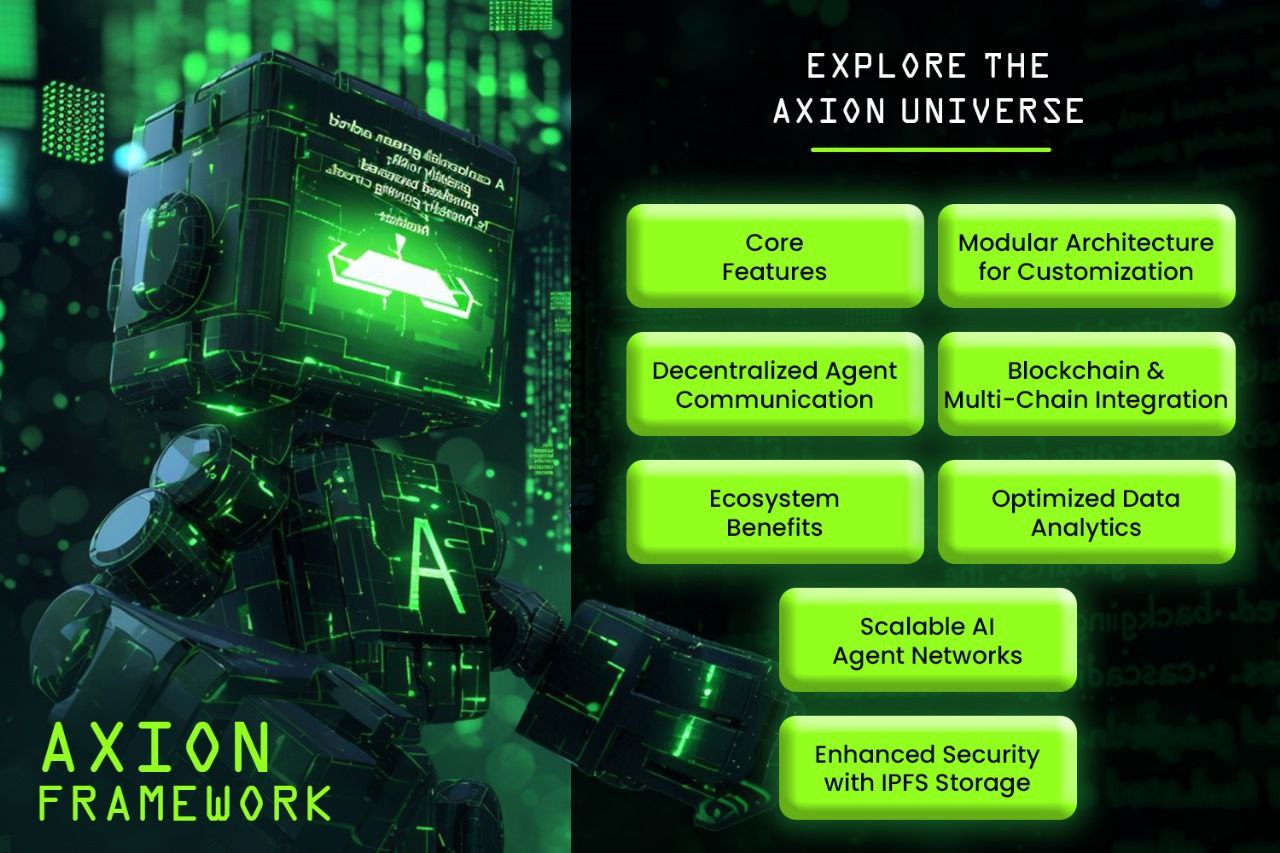 EXPLORE THE
AXION UNIVERSE
Core
Features
Modular Architecture
for Customization
Decentralized Agent
Communication
Blockchain &
Multi-Chain Integration
Ecosystem
Benefits
Optimized Data
Analytics
Scalable AI
Agent Networks
Enhanced Security
with IPFS Storage
A
AXION
FRAMEWORK